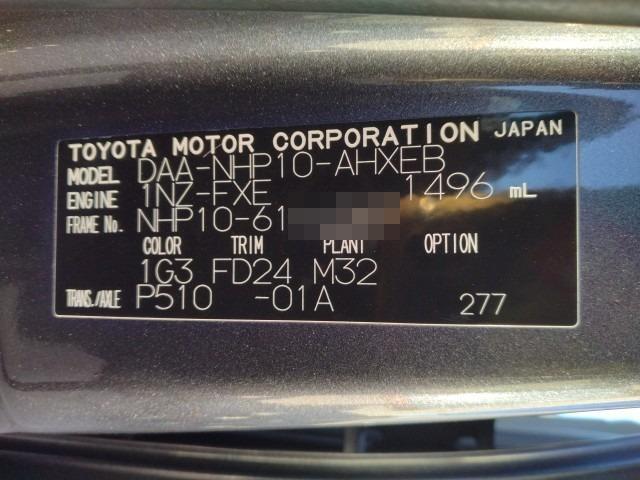 TOYOTA MOTOR CORPORATION JAPAN
MODEL DAA-NHP10-AHXEB
ENGINE 1NZ-FXE 1496 mL
FRAME No. NHP10-61
COLOR TRIM PLANT OPTION
1G3 FD24 M32
TRANS./AXLE P510 -01A 277